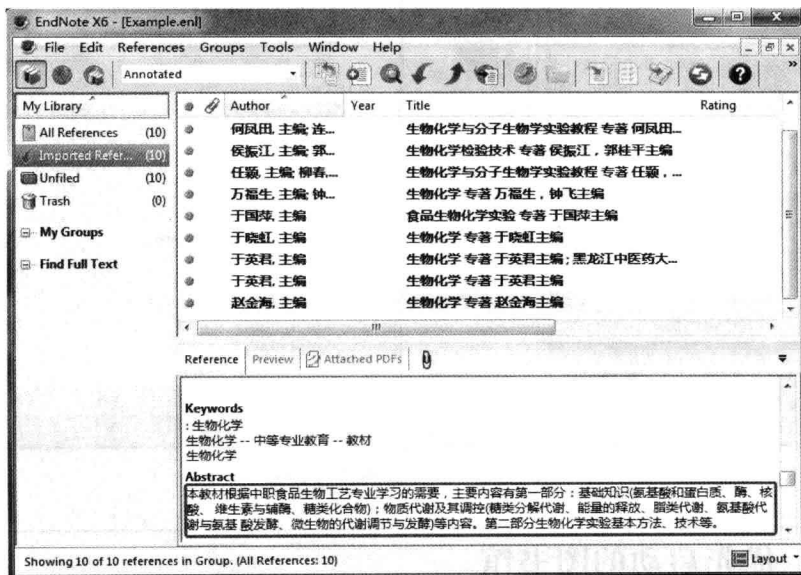 EndNote X6 - [Example.enl]
File Edit References Groups Tools Window Help
Annotated
My Library
All References (10)
Imported Refer... (10)
Unfiled (10)
Trash (0)
My Groups
Find Full Text
Author Year Title Rating
何凤田, 主编; 连... 生物化学与分子生物学实验教程 专著 何凤田...
侯振江, 主编; 郭... 生物化学检验技术 专著 侯振江，郭桂平主编
任颖, 主编; 柳春,... 生物化学与分子生物学实验教程 专著 任颖，...
万福生, 主编; 钟... 生物化学 专著 万福生，钟飞主编
于国萍, 主编 食品生物化学实验 专著 于国萍主编
于晓虹, 主编 生物化学 专著 于晓虹主编
于英君, 主编 生物化学 专著 于英君主编；黑龙江中医药大...
于英君, 主编 生物化学 专著 于英君主编
赵金海, 主编 生物化学 专著 赵金海主编
Reference Preview Attached PDFs
Keywords
: 生物化学
生物化学 -- 中等专业教育 -- 教材
生物化学
Abstract
本教材根据中职食品生物工艺专业学习的需要，主要内容有第一部分：基础知识(氨基酸和蛋白质、酶、核
酸、维生素与辅酶、糖类化合物)；物质代谢及其调控(糖类分解代谢、能量的释放、脂类代谢、氨基酸代
谢与氨基酸发酵、微生物的代谢调节与发酵)等内容。第二部分生物化学实验基本方法、技术等。
Showing 10 of 10 references in Group. (All References: 10)
Layout